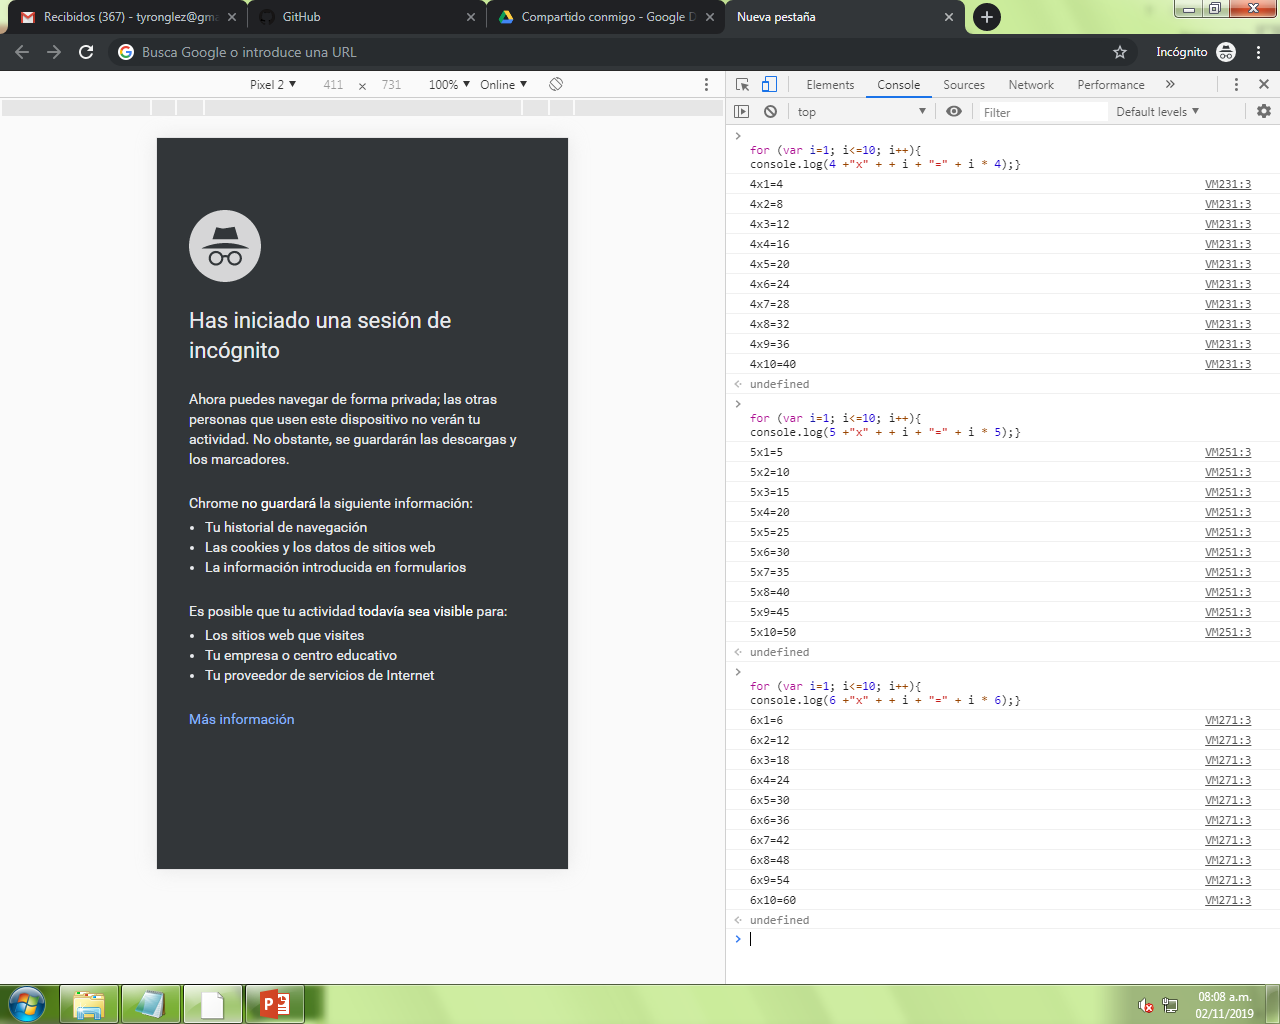 Recibidos (367) - tyronglez@gma
GitHub
Compartido conmigo - Google D
Nueva pestaña
Busca Google o introduce una URL
Incógnito
Pixel 2 ▼ 411 x 731 100% ▼ Online ▼
Elements Console Sources Network Performance »
top ▼ Filter Default levels ▼
Has iniciado una sesión de
incógnito
Ahora puedes navegar de forma privada; las otras
personas que usen este dispositivo no verán tu
actividad. No obstante, se guardarán las descargas y
los marcadores.
Chrome no guardará la siguiente información:
• Tu historial de navegación
• Las cookies y los datos de sitios web
• La información introducida en formularios
Es posible que tu actividad todavía sea visible para:
• Los sitios web que visites
• Tu empresa o centro educativo
• Tu proveedor de servicios de Internet
Más información
>
for (var i=1; i<=10; i++){
console.log(4 +"x" + + i + "=" + i * 4);}
4x1=4 VM231:3
4x2=8 VM231:3
4x3=12 VM231:3
4x4=16 VM231:3
4x5=20 VM231:3
4x6=24 VM231:3
4x7=28 VM231:3
4x8=32 VM231:3
4x9=36 VM231:3
4x10=40 VM231:3
undefined
>
for (var i=1; i<=10; i++){
console.log(5 +"x" + + i + "=" + i * 5);}
5x1=5 VM251:3
5x2=10 VM251:3
5x3=15 VM251:3
5x4=20 VM251:3
5x5=25 VM251:3
5x6=30 VM251:3
5x7=35 VM251:3
5x8=40 VM251:3
5x9=45 VM251:3
5x10=50 VM251:3
undefined
>
for (var i=1; i<=10; i++){
console.log(6 +"x" + + i + "=" + i * 6);}
6x1=6 VM271:3
6x2=12 VM271:3
6x3=18 VM271:3
6x4=24 VM271:3
6x5=30 VM271:3
6x6=36 VM271:3
6x7=42 VM271:3
6x8=48 VM271:3
6x9=54 VM271:3
6x10=60 VM271:3
undefined
>
08:08 a.m.
02/11/2019